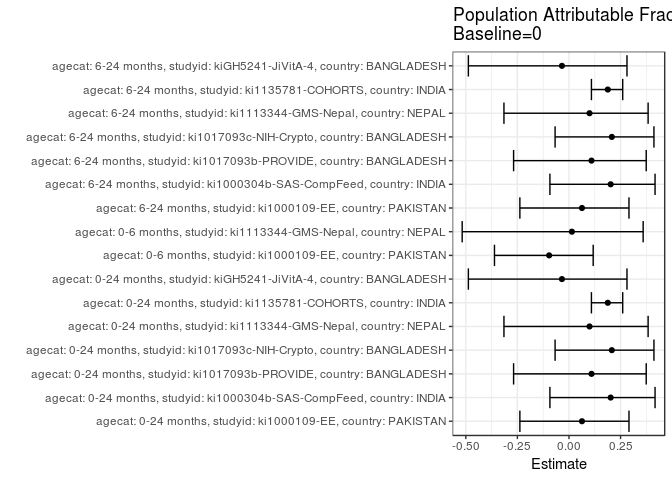 Population Attributable Frac
Baseline=0
agecat: 6-24 months, studyid: kiGH5241-JiVitA-4, country: BANGLADESH
agecat: 6-24 months, studyid: ki1135781-COHORTS, country: INDIA
agecat: 6-24 months, studyid: ki1113344-GMS-Nepal, country: NEPAL
agecat: 6-24 months, studyid: ki1017093c-NIH-Crypto, country: BANGLADESH
agecat: 6-24 months, studyid: ki1017093b-PROVIDE, country: BANGLADESH
agecat: 6-24 months, studyid: ki1000304b-SAS-CompFeed, country: INDIA
agecat: 6-24 months, studyid: ki1000109-EE, country: PAKISTAN
agecat: 0-6 months, studyid: ki1113344-GMS-Nepal, country: NEPAL
agecat: 0-6 months, studyid: ki1000109-EE, country: PAKISTAN
agecat: 0-24 months, studyid: kiGH5241-JiVitA-4, country: BANGLADESH
agecat: 0-24 months, studyid: ki1135781-COHORTS, country: INDIA
agecat: 0-24 months, studyid: ki1113344-GMS-Nepal, country: NEPAL
agecat: 0-24 months, studyid: ki1017093c-NIH-Crypto, country: BANGLADESH
agecat: 0-24 months, studyid: ki1017093b-PROVIDE, country: BANGLADESH
agecat: 0-24 months, studyid: ki1000304b-SAS-CompFeed, country: INDIA
agecat: 0-24 months, studyid: ki1000109-EE, country: PAKISTAN
-0.50 -0.25 0.00 0.25
Estimate